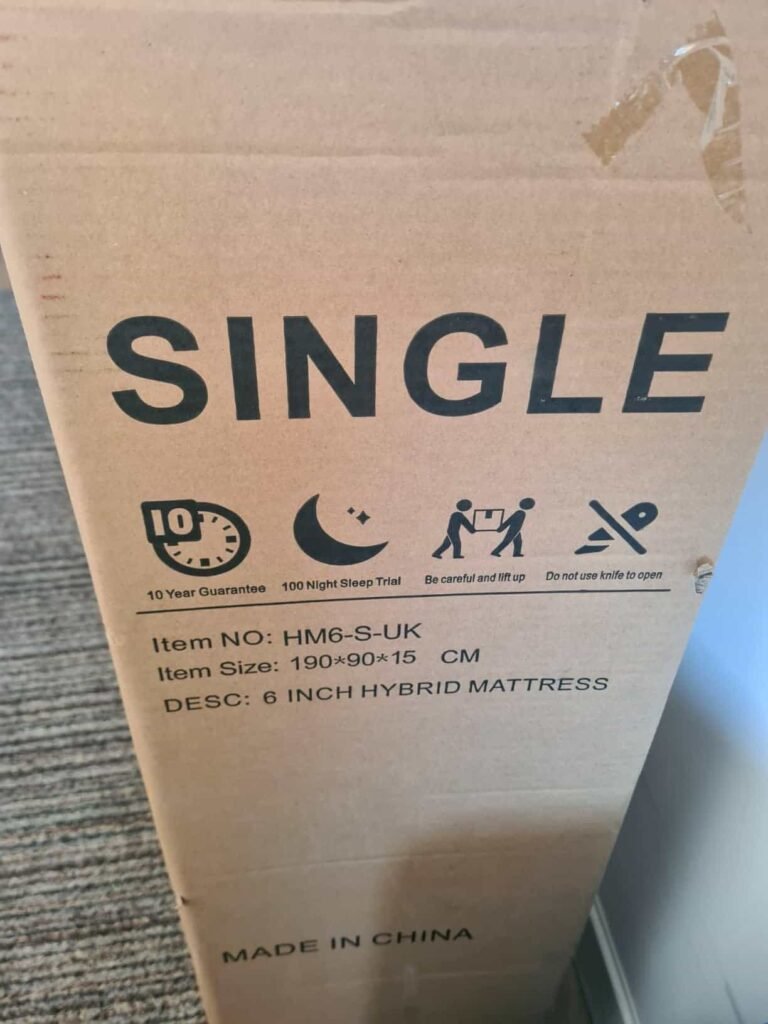 SINGLE
10
10 Year Guarantee 100 Night Sleep Trial Be careful and lift up Do not use knife to open
Item NO: HM6-S-UK
Item Size: 190*90*15 CM
DESC: 6 INCH HYBRID MATTRESS
MADE IN CHINA